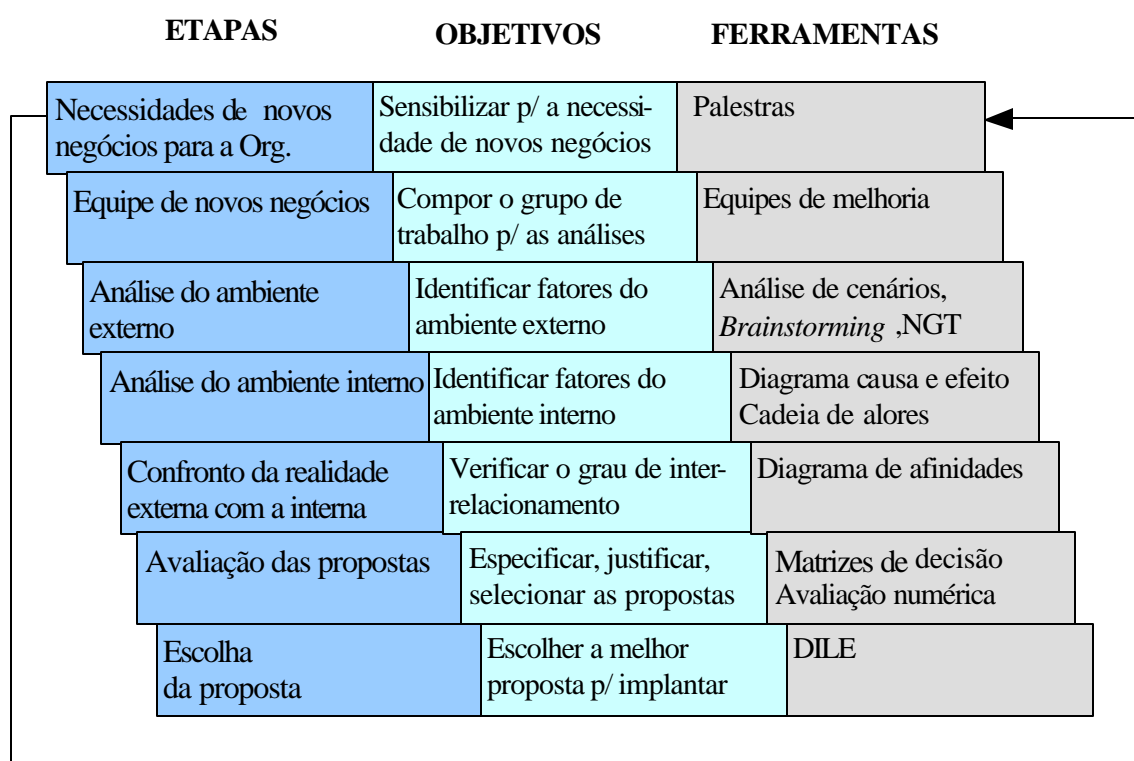 ETAPAS OBJETIVOS FERRAMENTAS
Necessidades de novos
negócios para a Org.
Sensibilizar p/ a necessi-
dade de novos negócios
Palestras
Equipe de novos negócios
Compor o grupo de
trabalho p/ as análises
Equipes de melhoria
Análise do ambiente
externo
Identificar fatores do
ambiente externo
Análise de cenários,
Brainstorming ,NGT
Análise do ambiente interno
Identificar fatores do
ambiente interno
Diagrama causa e efeito
Cadeia de alores
Confronto da realidade
externa com a interna
Verificar o grau de inter-
relacionamento
Diagrama de afinidades
Avaliação das propostas
Especificar, justificar,
selecionar as propostas
Matrizes de decisão
Avaliação numérica
Escolha
da proposta
Escolher a melhor
proposta p/ implantar
DILE